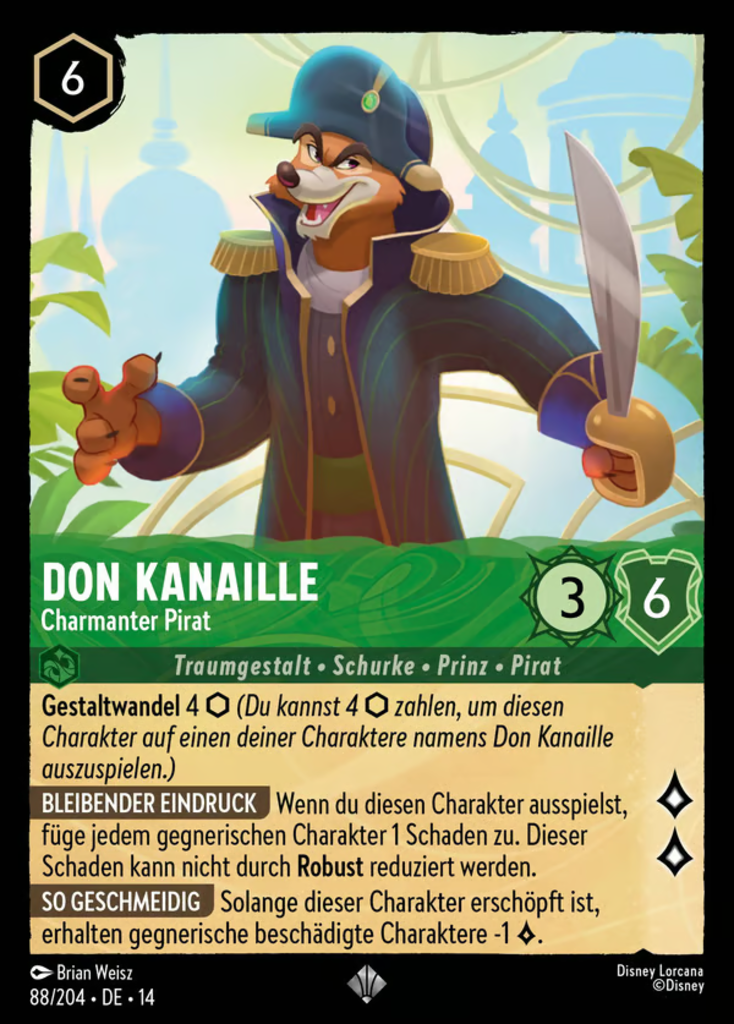 6
DON KANAILLE
Charmanter Pirat
3
6
Traumgestalt • Schurke • Prinz • Pirat
Gestaltwandel 4 ⬡ (Du kannst 4 ⬡ zahlen, um diesen
Charakter auf einen deiner Charaktere namens Don Kanaille
auszuspielen.)
BLEIBENDER EINDRUCK Wenn du diesen Charakter ausspielst,
füge jedem gegnerischen Charakter 1 Schaden zu. Dieser
Schaden kann nicht durch Robust reduziert werden.
SO GESCHMEIDIG Solange dieser Charakter erschöpft ist,
erhalten gegnerische beschädigte Charaktere -1 ⟡.
Brian Weisz
88/204 • DE • 14
Disney Lorcana
©Disney